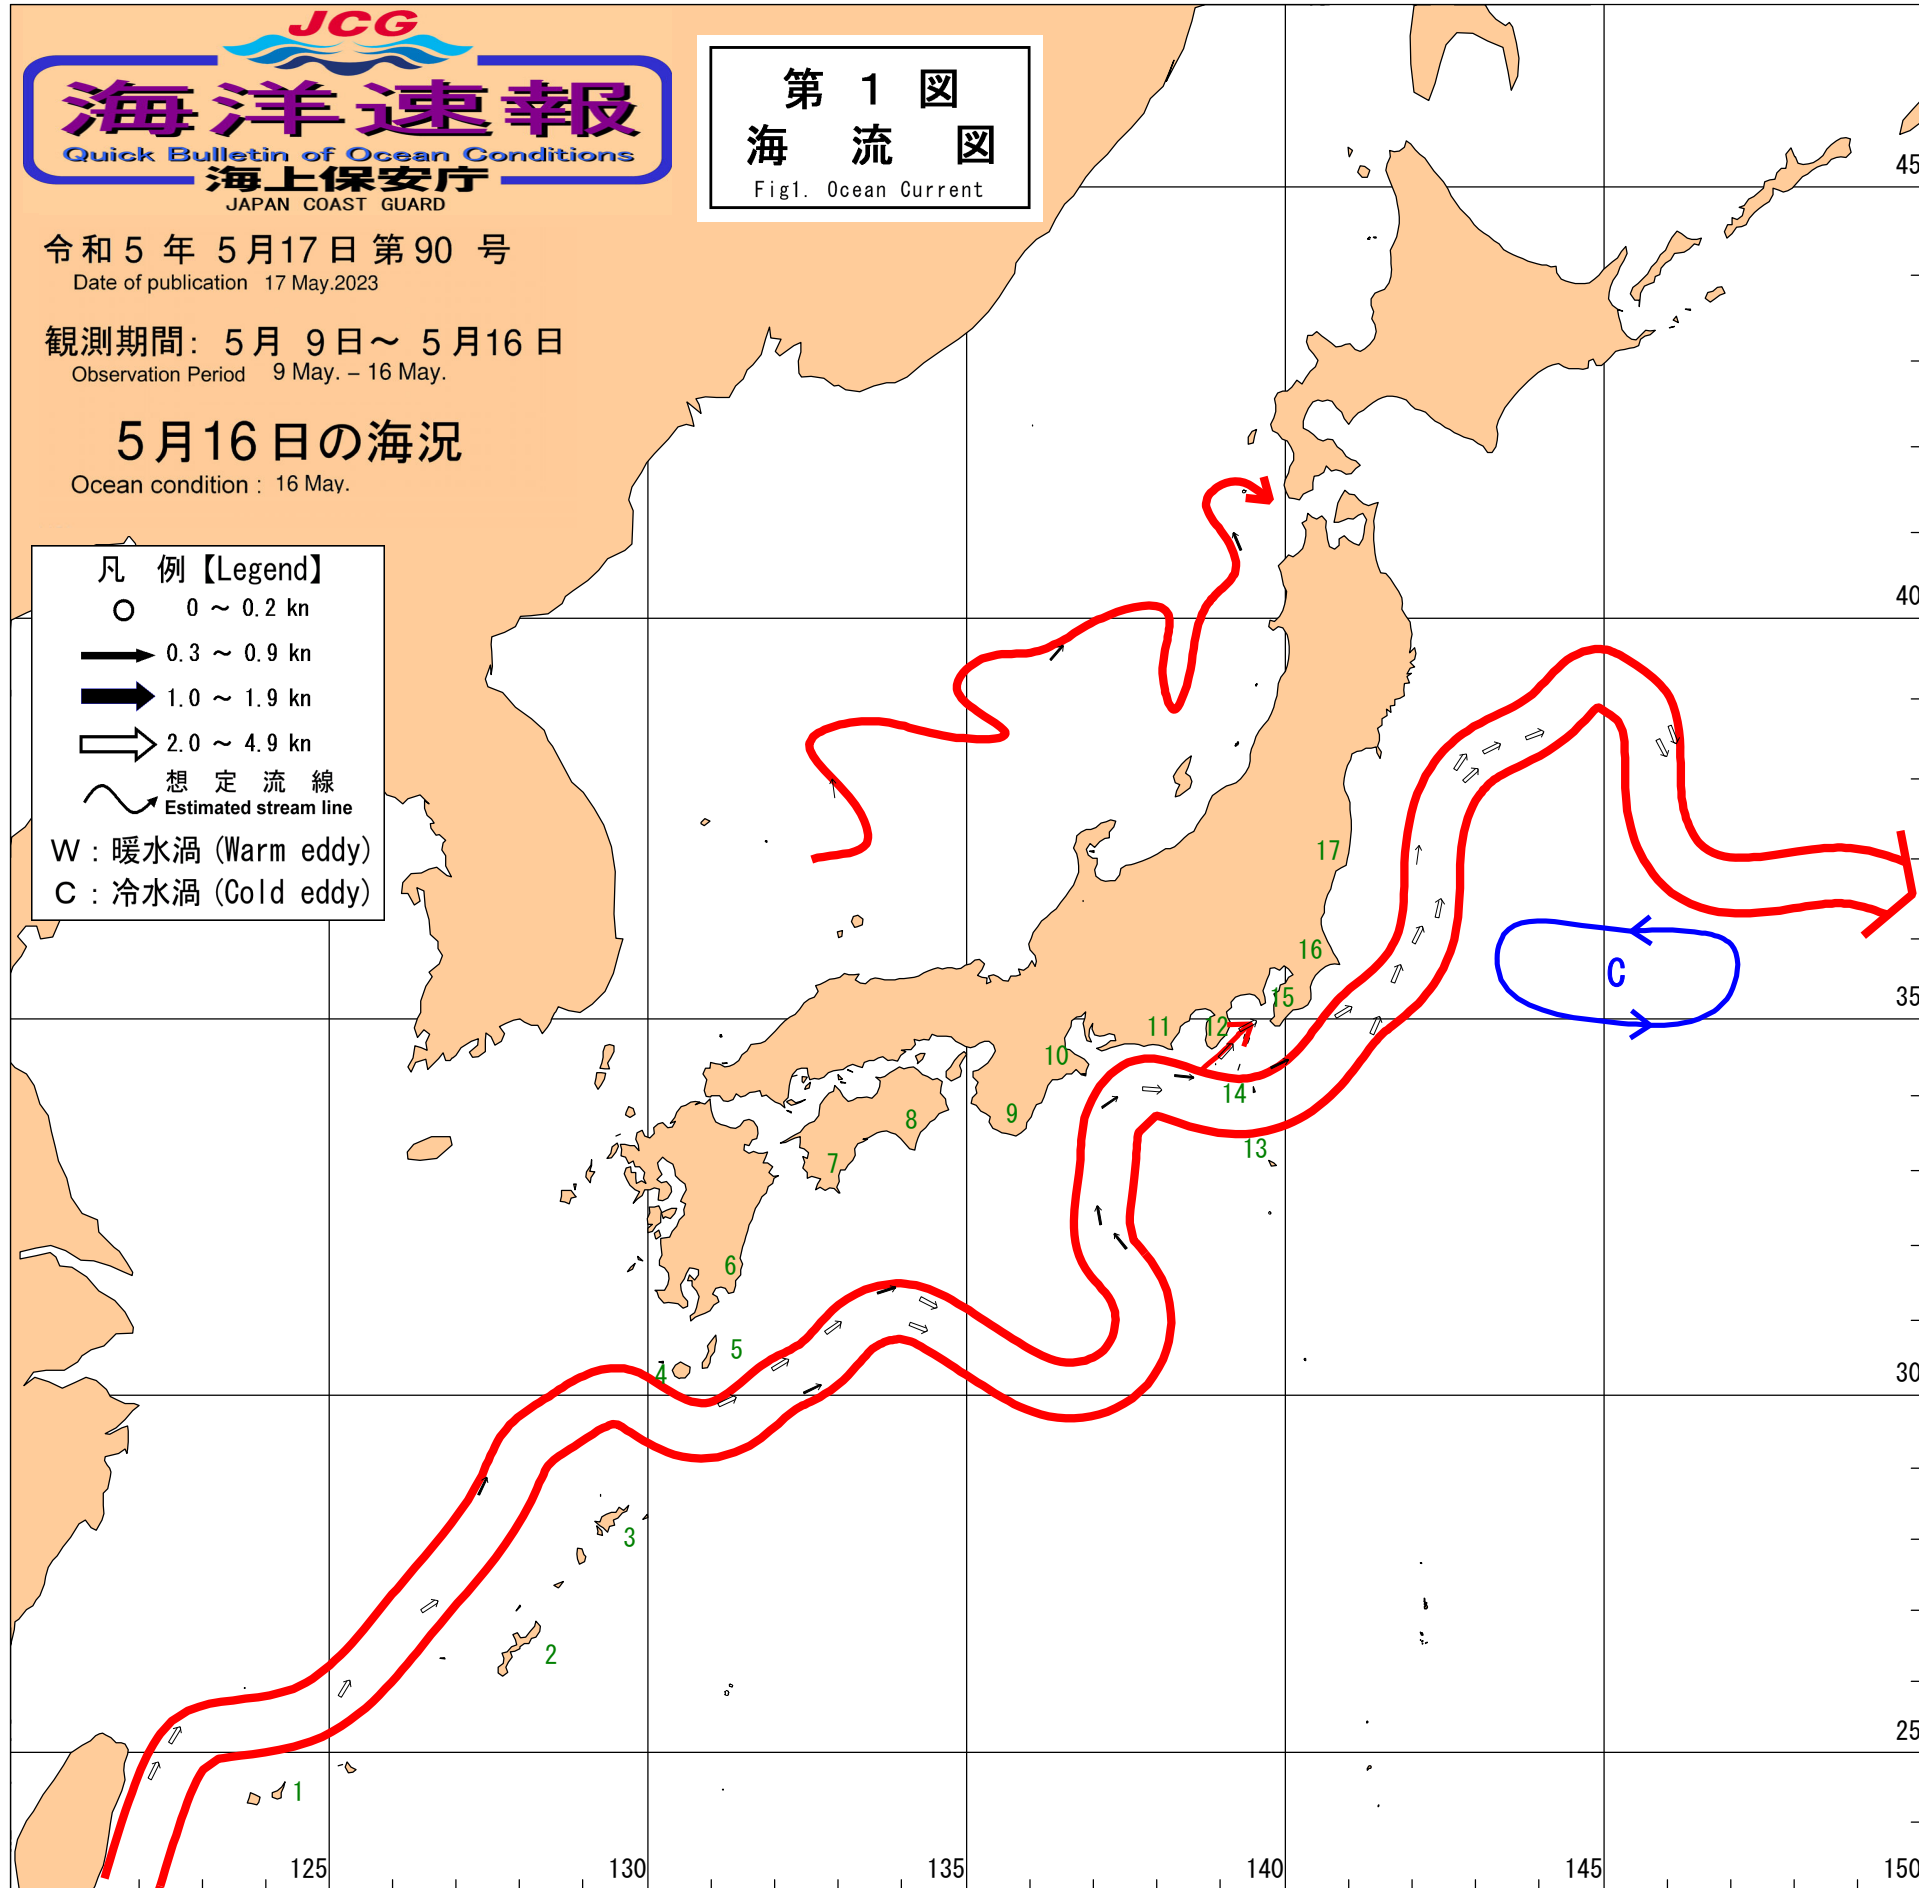 JCG
海洋速報
Quick Bulletin of Ocean Conditions
海上保安庁
JAPAN COAST GUARD
令和5年 5月17日 第90 号
Date of publication 17 May.2023
観測期間: 5月 9日~ 5月16日
Observation Period 9 May. – 16 May.
5月16日の海況
Ocean condition : 16 May.
第 1 図
海 流 図
Fig1. Ocean Current
凡 例【Legend】
0 ~ 0.2 kn
0.3 ~ 0.9 kn
1.0 ~ 1.9 kn
2.0 ~ 4.9 kn
想 定 流 線
Estimated stream line
W : 暖水渦 (Warm eddy)
C : 冷水渦 (Cold eddy)
45
40
17
16
C
35
15
12
11
10
14
9
8
13
7
6
5
4
30
3
2
25
1
125
130
135
140
145
150